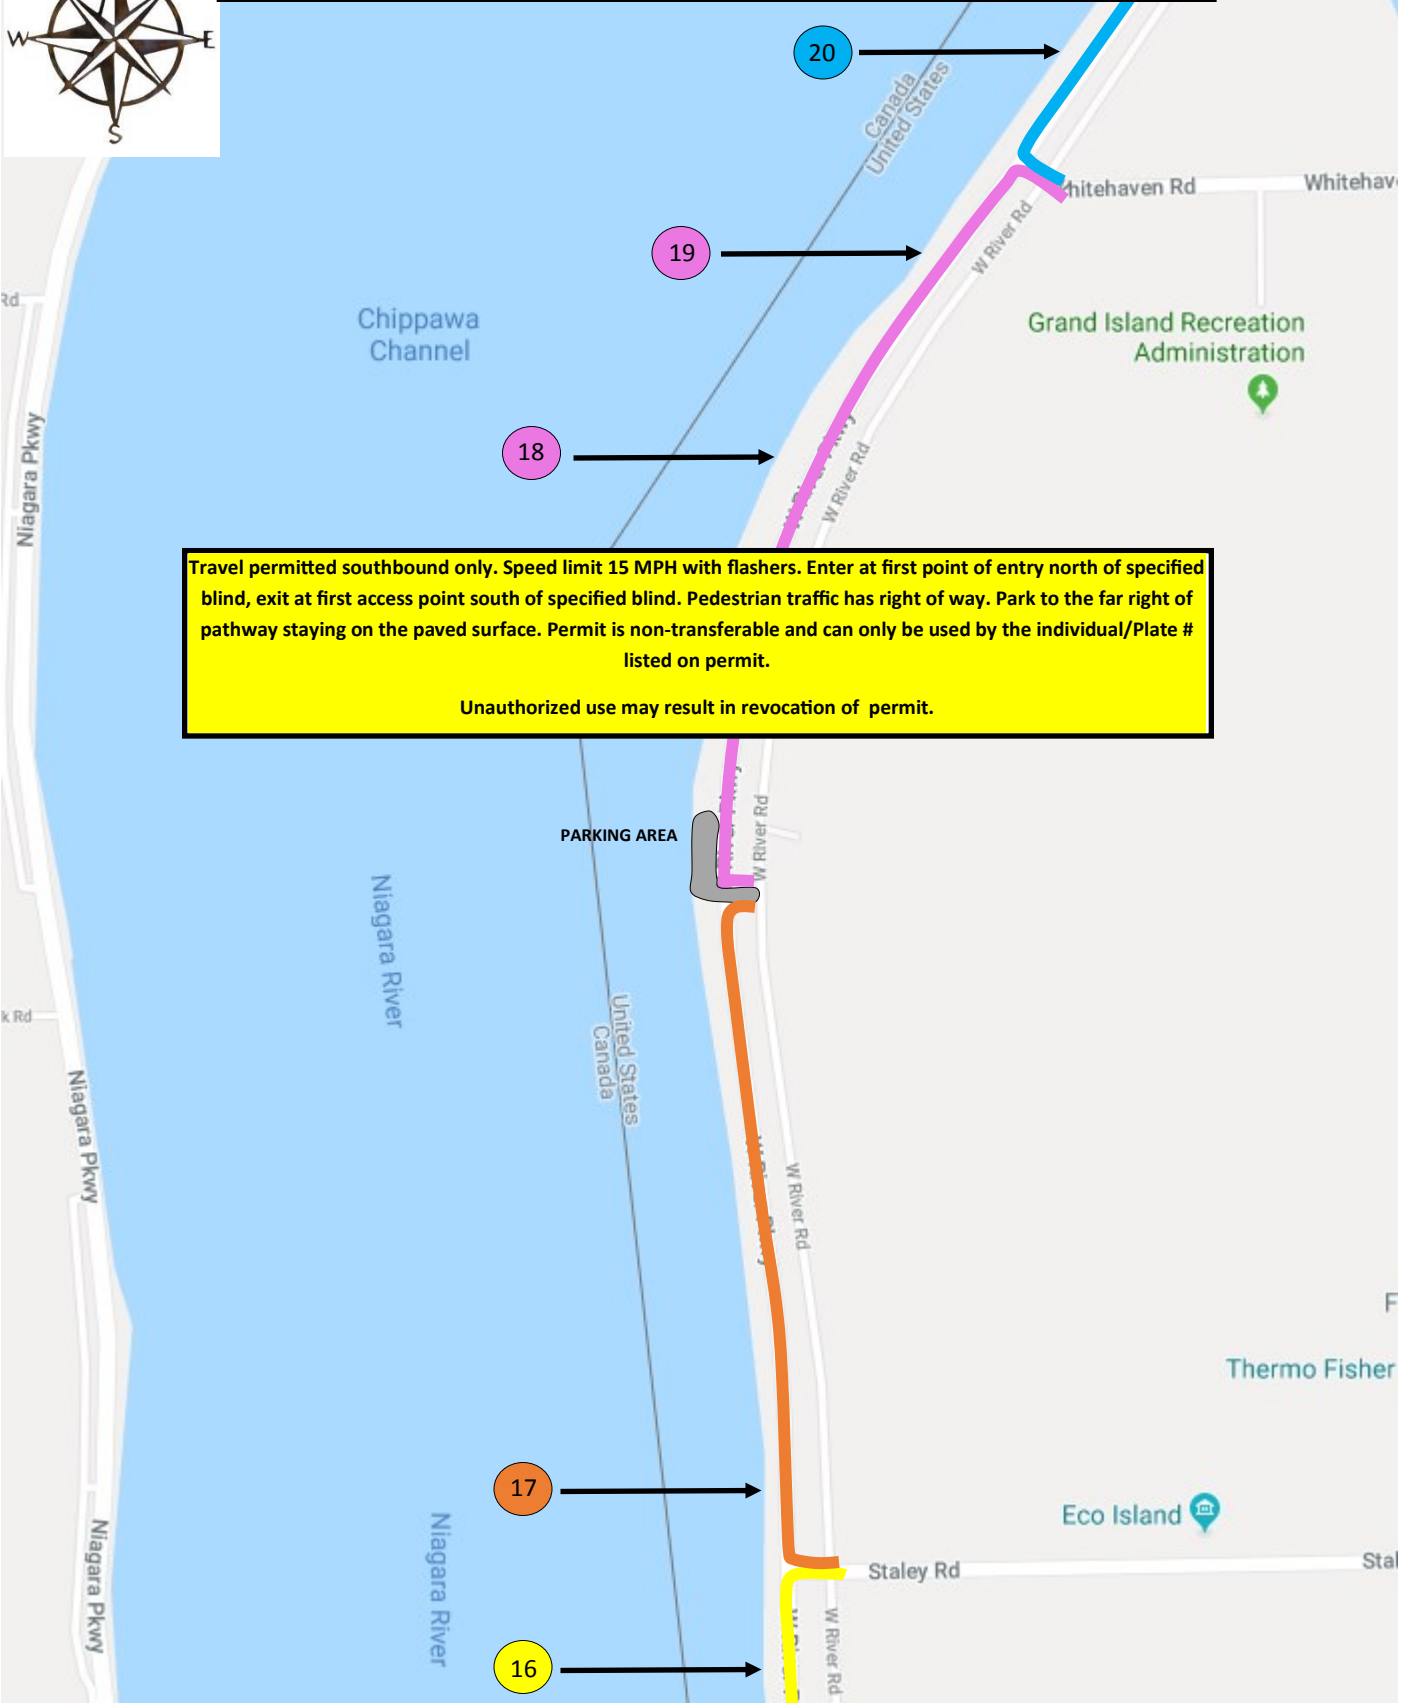 W
E
S
20
Canada
United States
hitehaven Rd
Whitehav
19
W River Rd
Rd
Chippawa
Channel
Grand Island Recreation
Administration
Niagara Pkwy
18
W River Rd
Travel permitted southbound only. Speed limit 15 MPH with flashers. Enter at first point of entry north of specified
blind, exit at first access point south of specified blind. Pedestrian traffic has right of way. Park to the far right of
pathway staying on the paved surface. Permit is non-transferable and can only be used by the individual/Plate #
listed on permit.
Unauthorized use may result in revocation of permit.
PARKING AREA
W River Rd
Niagara River
k Rd
United States
Canada
Niagara Pkwy
W River Rd
F
Thermo Fisher
17
Eco Island
Niagara River
Niagara Pkwy
Staley Rd
Stal
W River Rd
16